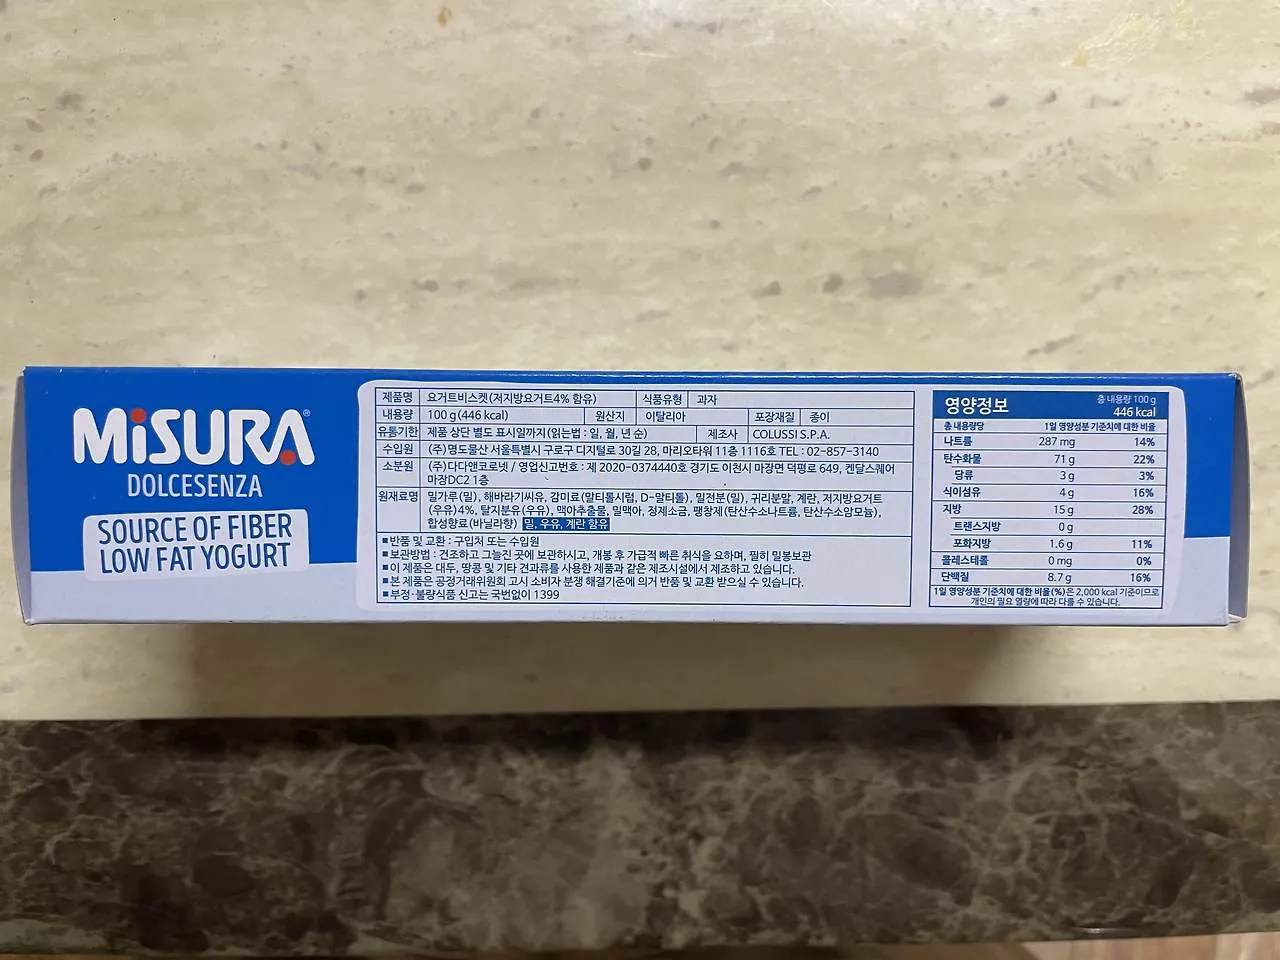 MiSURA®
DOLCESENZA
SOURCE OF FIBER
LOW FAT YOGURT
제품명 요거트비스켓(저지방요거트4% 함유) 식품유형 과자
내용량 100 g(446 kcal) 원산지 이탈리아 포장재질 종이
유통기한 제품 상단 별도 표시일까지(읽는법 : 일, 월, 년 순) 제조사 COLUSSI S.P.A.
수입원 (주)명도물산 서울특별시 구로구 디지털로 30길 28, 마리오타워 11층 1116호 TEL : 02-857-3140
소분원 (주)다다앤코로넷 / 영업신고번호 : 제 2020-0374440호 경기도 이천시 마장면 덕평로 649, 켄달스퀘어
마장DC2 1층
원재료명 밀가루(밀), 해바라기씨유, 감미료(말티톨시럽, D-말티톨), 밀전분(밀), 귀리분말, 계란, 저지방요거트
(우유)4%, 탈지분유(우유), 맥아추출물, 밀맥아, 정제소금, 팽창제(탄산수소나트륨, 탄산수소암모늄),
합성향료(바닐라향) 밀, 우유, 계란 함유
■반품 및 교환 : 구입처 또는 수입원
■보관방법 : 건조하고 그늘진 곳에 보관하시고, 개봉 후 가급적 빠른 취식을 요하며, 필히 밀봉보관
■이 제품은 대두, 땅콩 및 기타 견과류를 사용한 제품과 같은 제조시설에서 제조하고 있습니다.
■본 제품은 공정거래위원회 고시 소비자 분쟁 해결기준에 의거 반품 및 교환 받으실 수 있습니다.
■부정·불량식품 신고는 국번없이 1399
영양정보 총 내용량 100 g
446 kcal
총 내용량당 1일 영양성분 기준치에 대한 비율
나트륨 287 mg 14%
탄수화물 71 g 22%
당류 3 g 3%
식이섬유 4 g 16%
지방 15 g 28%
트랜스지방 0 g
포화지방 1.6 g 11%
콜레스테롤 0 mg 0%
단백질 8.7 g 16%
1일 영양성분 기준치에 대한 비율(%)은 2,000 kcal 기준이므로
개인의 필요 열량에 따라 다를 수 있습니다.